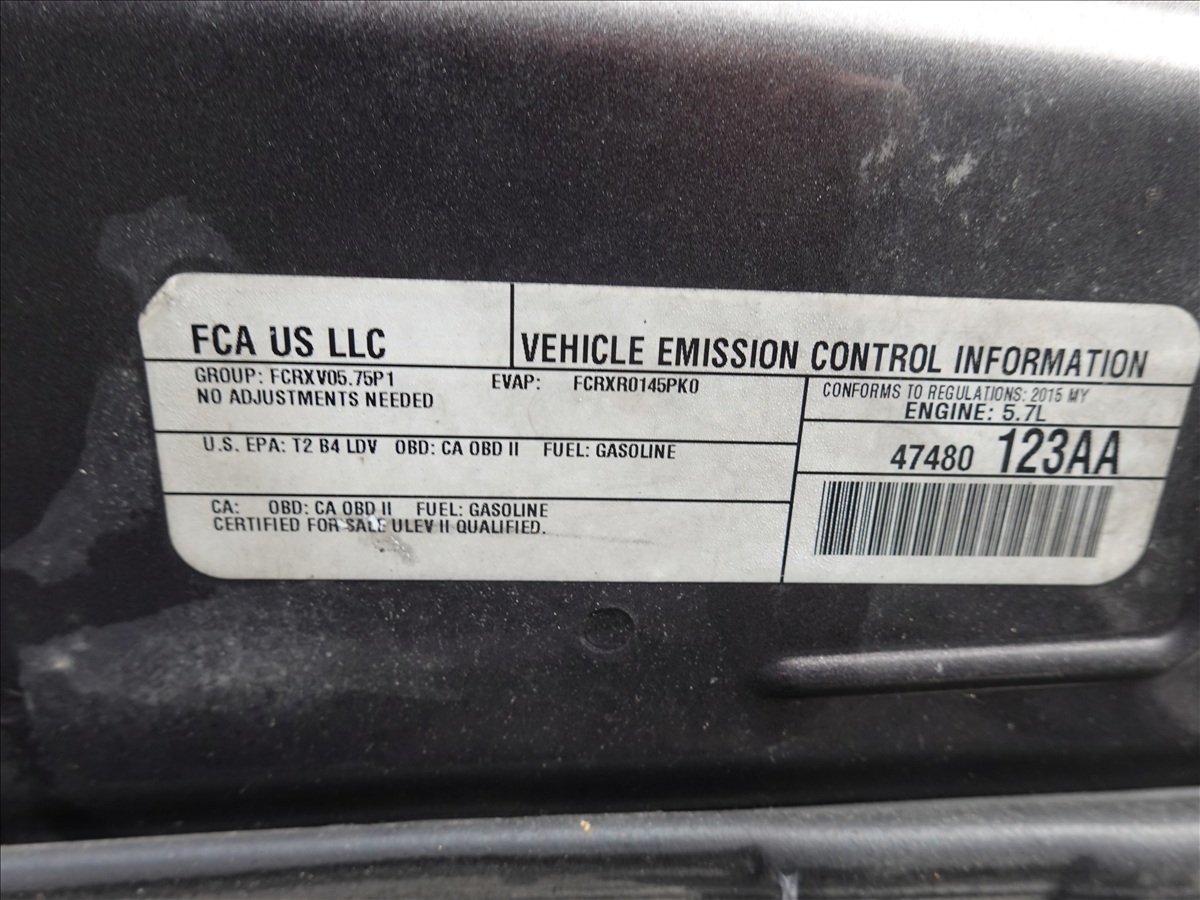 FCA US LLC
VEHICLE EMISSION CONTROL INFORMATION
GROUP: FCRXV05.75P1 EVAP: FCRXR0145PK0
NO ADJUSTMENTS NEEDED
CONFORMS TO REGULATIONS: 2015 MY
ENGINE: 5.7L
U.S. EPA: T2 B4 LDV OBD: CA OBD II FUEL: GASOLINE
47480 123AA
CA: OBD: CA OBD II FUEL: GASOLINE
CERTIFIED FOR SALE ULEV II QUALIFIED.